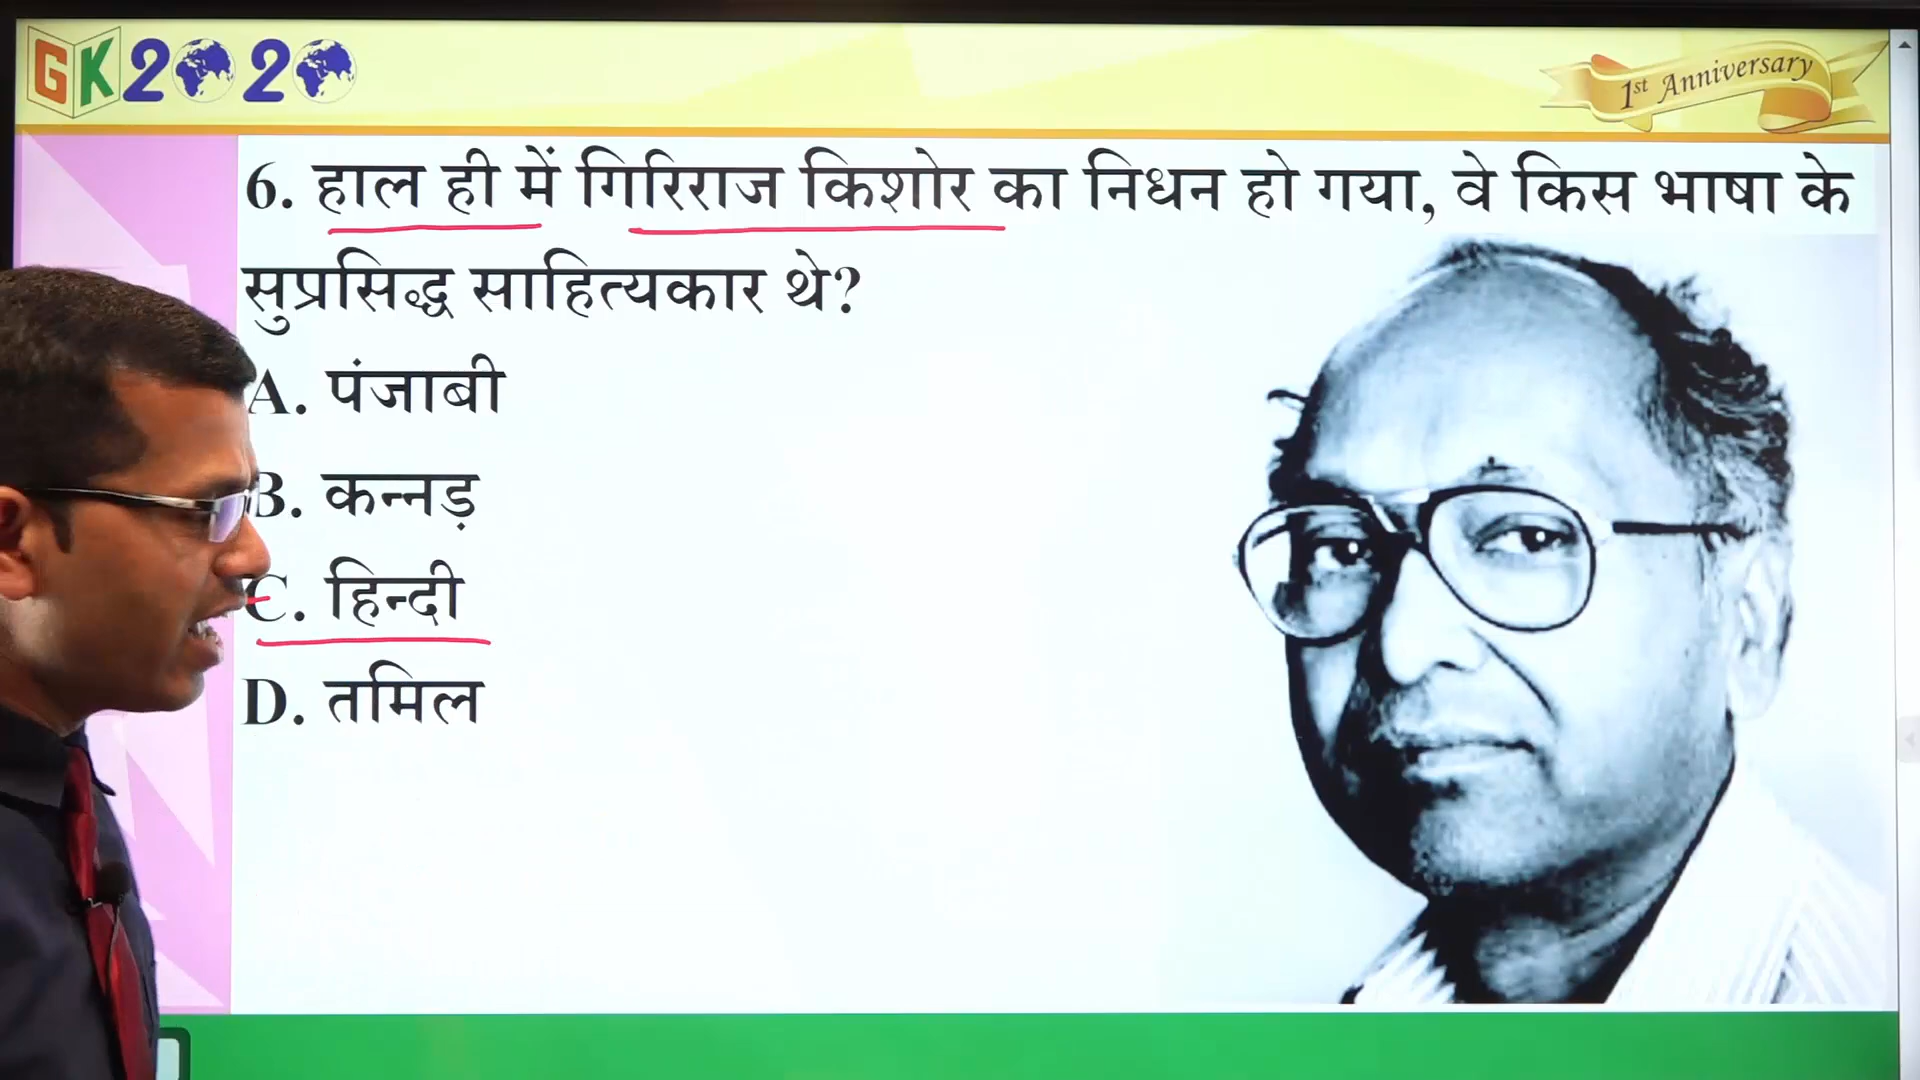 GK2020
1st Anniversary
6. हाल ही में गिरिराज किशोर का निधन हो गया, वे किस भाषा के
सुप्रसिद्ध साहित्यकार थे?
A. पंजाबी
B. कन्नड़
C. हिन्दी
D. तमिल